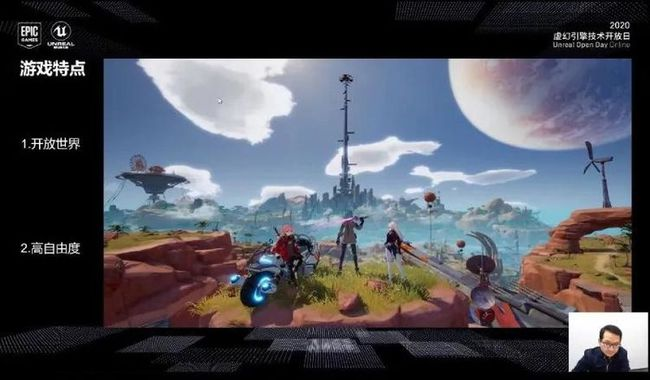 EPIC
GAMES
UNREAL
ENGINE
2020
虚幻引擎技术开放日
Unreal Open Day Online
游戏特点
1.开放世界
2.高自由度